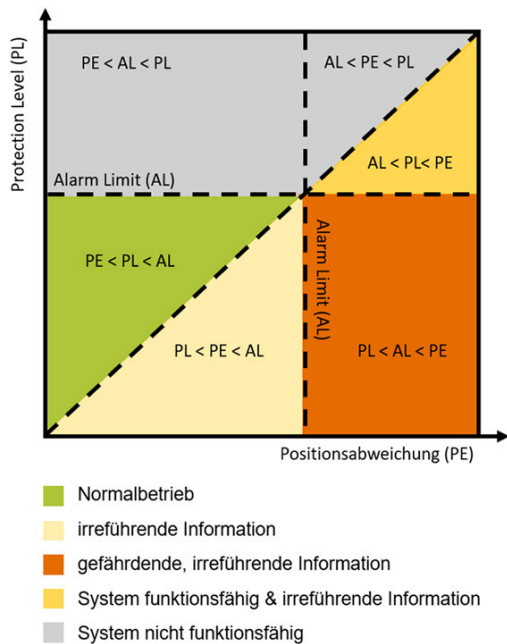 Protection Level (PL)
PE < AL < PL
AL < PE < PL
AL < PL< PE
Alarm Limit (AL)
PE < PL < AL
Alarm Limit (AL)
PL < PE < AL
PL < AL < PE
Positionsabweichung (PE)
Normalbetrieb
irreführende Information
gefährdende, irreführende Information
System funktionsfähig & irreführende Information
System nicht funktionsfähig